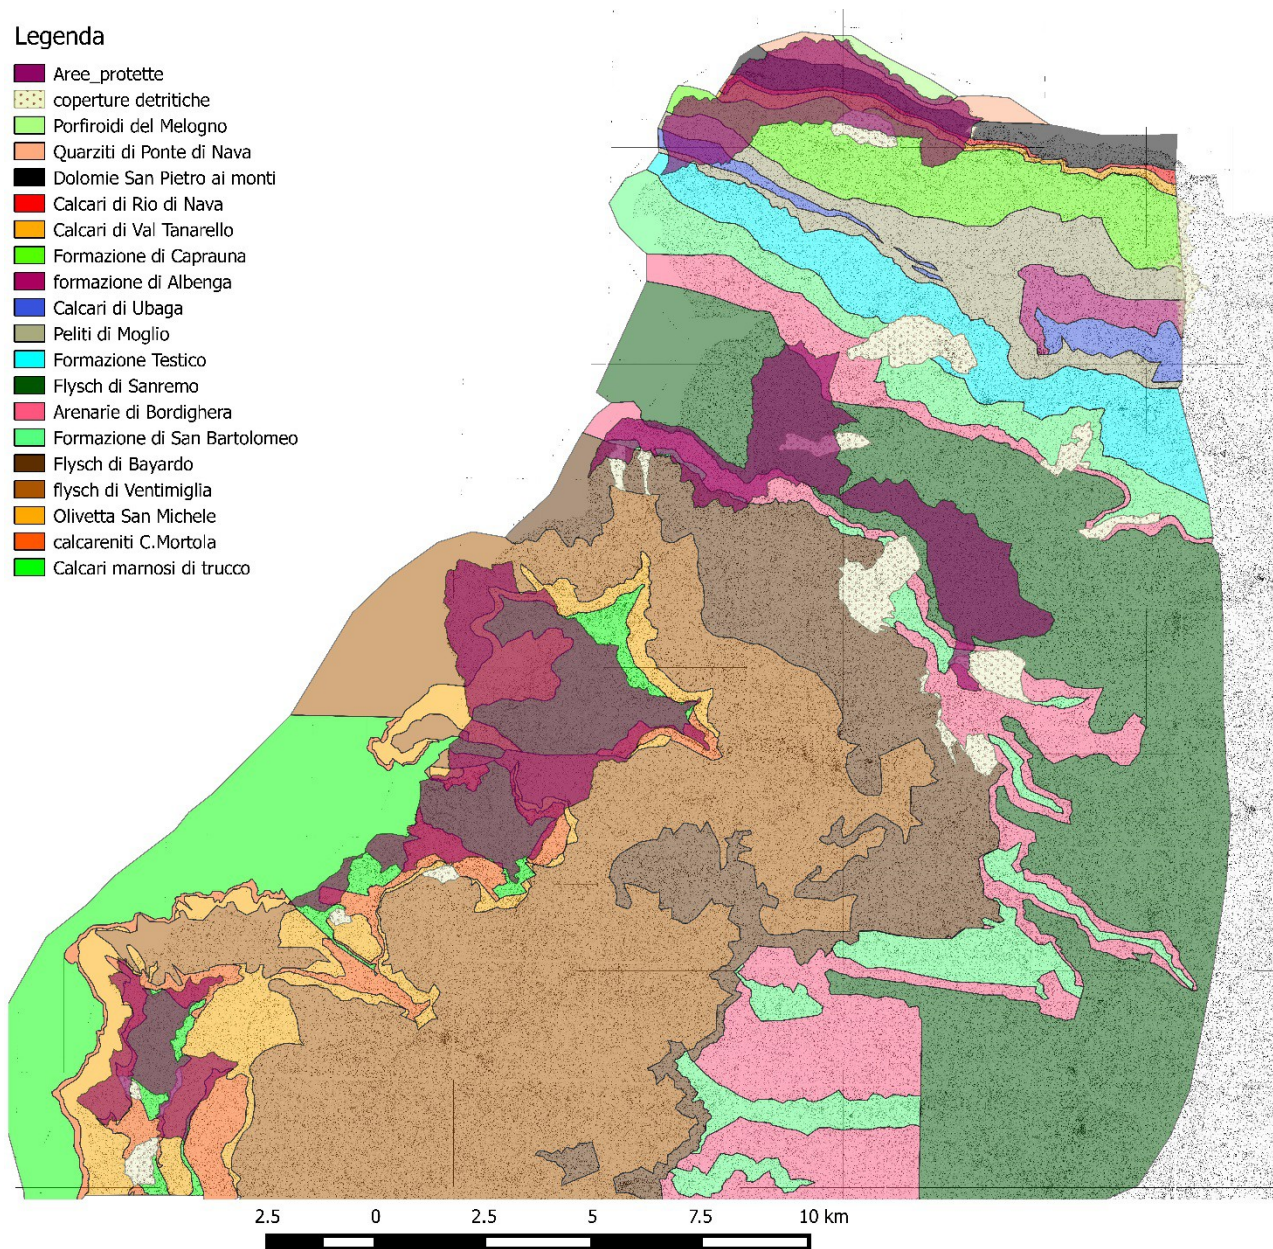 Legenda
Aree_protette
coperture detritiche
Porfiroidi del Melogno
Quarziti di Ponte di Nava
Dolomie San Pietro ai monti
Calcari di Rio di Nava
Calcari di Val Tanarello
Formazione di Caprauna
formazione di Albenga
Calcari di Ubaga
Peliti di Moglio
Formazione Testico
Flysch di Sanremo
Arenarie di Bordighera
Formazione di San Bartolomeo
Flysch di Bayardo
flysch di Ventimiglia
Olivetta San Michele
calcareniti C.Mortola
Calcari marnosi di trucco
2.5 0 2.5 5 7.5 10 km